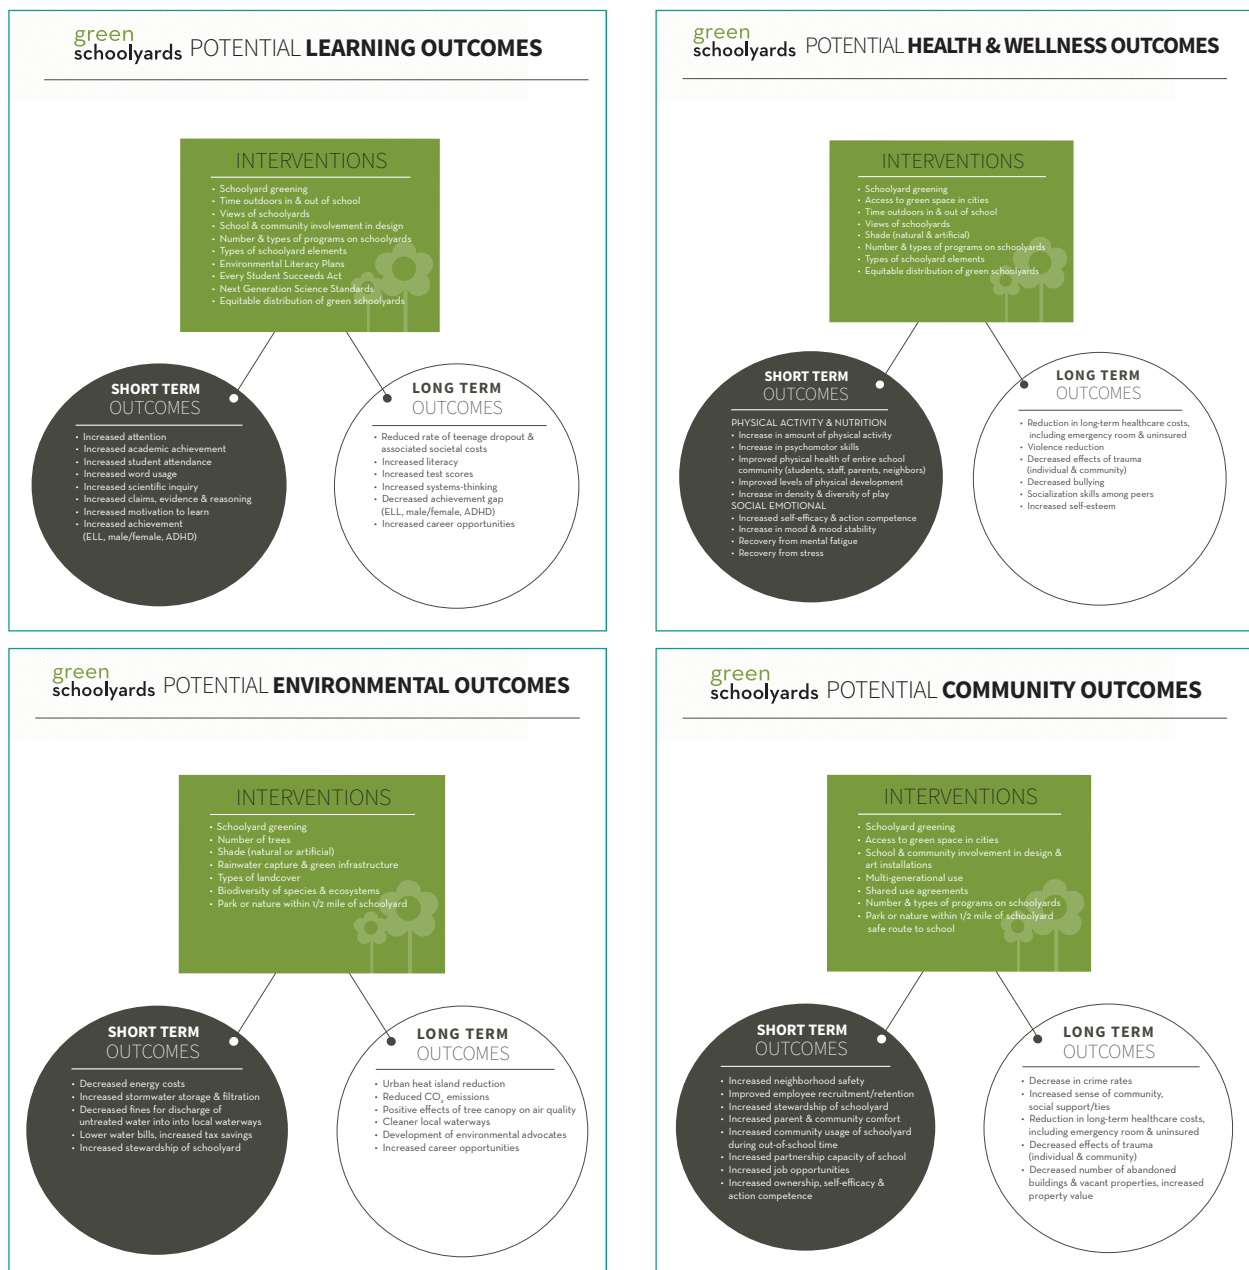 green
schoolyards POTENTIAL LEARNING OUTCOMES
INTERVENTIONS
• Schoolyard greening
• Time outdoors in & out of school
• Views of schoolyards
• School & community involvement in design
• Number & types of programs on schoolyards
• Types of schoolyard elements
• Environmental Literacy Plans
• Every Student Succeeds Act
• Next Generation Science Standards
• Equitable distribution of green schoolyards
SHORT TERM
OUTCOMES
• Increased attention
• Increased academic achievement
• Increased student attendance
• Increased word usage
• Increased scientific inquiry
• Increased claims, evidence & reasoning
• Increased motivation to learn
• Increased achievement
(ELL, male/female, ADHD)
LONG TERM
OUTCOMES
• Reduced rate of teenage dropout &
associated societal costs
• Increased literacy
• Increased test scores
• Increased systems-thinking
• Decreased achievement gap
(ELL, male/female, ADHD)
• Increased career opportunities
green
schoolyards POTENTIAL HEALTH & WELLNESS OUTCOMES
INTERVENTIONS
• Schoolyard greening
• Access to green space in cities
• Time outdoors in & out of school
• Views of schoolyards
• Shade (natural & artificial)
• Number & types of programs on schoolyards
• Types of schoolyard elements
• Equitable distribution of green schoolyards
SHORT TERM
OUTCOMES
PHYSICAL ACTIVITY & NUTRITION
• Increase in amount of physical activity
• Increase in psychomotor skills
• Improved physical health of entire school
community (students, staff, parents, neighbors)
• Improved levels of physical development
• Increase in density & diversity of play
SOCIAL EMOTIONAL
• Increased self-efficacy & action competence
• Increase in mood & mood stability
• Recovery from mental fatigue
• Recovery from stress
LONG TERM
OUTCOMES
• Reduction in long-term healthcare costs,
including emergency room & uninsured
• Violence reduction
• Decreased effects of trauma
(individual & community)
• Decreased bullying
• Socialization skills among peers
• Increased self-esteem
green
schoolyards POTENTIAL ENVIRONMENTAL OUTCOMES
INTERVENTIONS
• Schoolyard greening
• Number of trees
• Shade (natural or artificial)
• Rainwater capture & green infrastructure
• Types of landcover
• Biodiversity of species & ecosystems
• Park or nature within 1/2 mile of schoolyard
SHORT TERM
OUTCOMES
• Decreased energy costs
• Increased stormwater storage & filtration
• Decreased fines for discharge of
untreated water into into local waterways
• Lower water bills, increased tax savings
• Increased stewardship of schoolyard
LONG TERM
OUTCOMES
• Urban heat island reduction
• Reduced CO₂ emissions
• Positive effects of tree canopy on air quality
• Cleaner local waterways
• Development of environmental advocates
• Increased career opportunities
green
schoolyards POTENTIAL COMMUNITY OUTCOMES
INTERVENTIONS
• Schoolyard greening
• Access to green space in cities
• School & community involvement in design &
art installations
• Multi-generational use
• Shared use agreements
• Number & types of programs on schoolyards
• Park or nature within 1/2 mile of schoolyard
safe route to school
SHORT TERM
OUTCOMES
• Increased neighborhood safety
• Improved employee recruitment/retention
• Increased stewardship of schoolyard
• Increased parent & community comfort
• Increased community usage of schoolyard
during out-of-school time
• Increased partnership capacity of school
• Increased job opportunities
• Increased ownership, self-efficacy &
action competence
LONG TERM
OUTCOMES
• Decrease in crime rates
• Increased sense of community,
social support/ties
• Reduction in long-term healthcare costs,
including emergency room & uninsured
• Decreased effects of trauma
(individual & community)
• Decreased number of abandoned
buildings & vacant properties, increased
property value